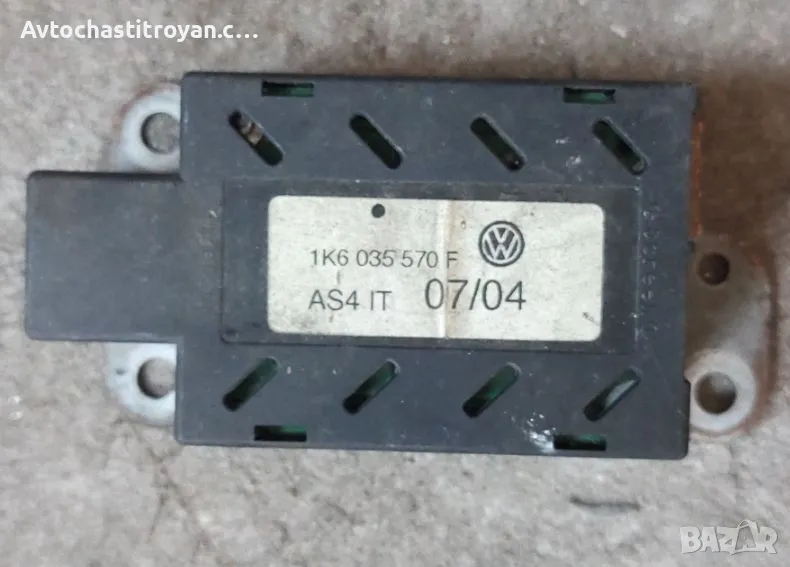 Avtochastitroyan.c...
1K6 035 570 F
AS4 IT 07/04
BAZAR